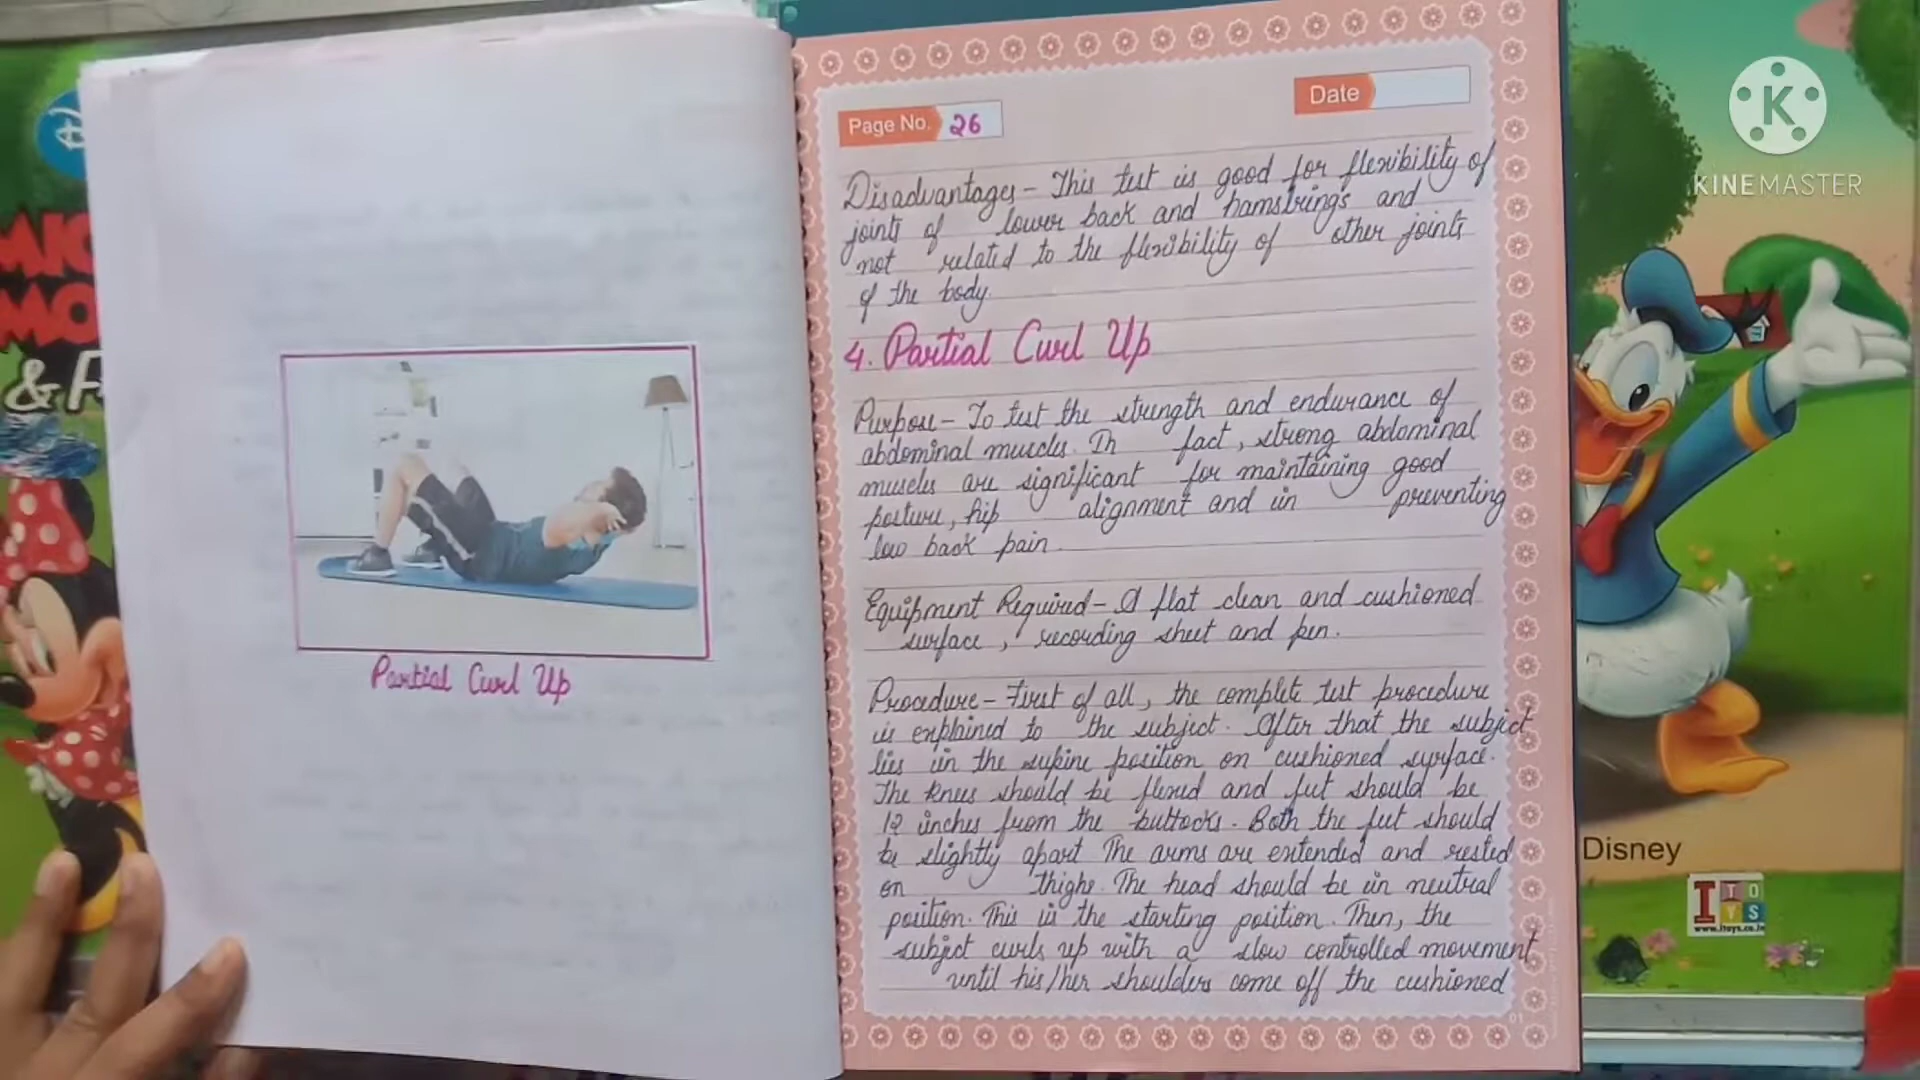 Partial Curl Up
Page No. 26
Date
Disadvantages - This test is good for flexibility of
joints of lower back and hamstrings and
not related to the flexibility of other joints
of the body.
4. Partial Curl Up
Purpose - To test the strength and endurance of
abdominal muscles. In fact, strong abdominal
muscles are significant for maintaining good
posture, hip alignment and in preventing
low back pain.
Equipment Required - A flat clean and cushioned
surface, recording sheet and pen.
Procedure - First of all, the complete test procedure
is explained to the subject. After that the subject
lies in the supine position on cushioned surface.
The knees should be flexed and feet should be
12 inches from the buttocks. Both the feet should
be slightly apart. The arms are extended and rested
on thighs. The head should be in neutral
position. This is the starting position. Then, the
subject curls up with a slow controlled movement
until his/her shoulders come off the cushioned
01
K
KINEMASTER
Disney
I TOYS
www.itoys.co.in
MIC
MO
& F
D